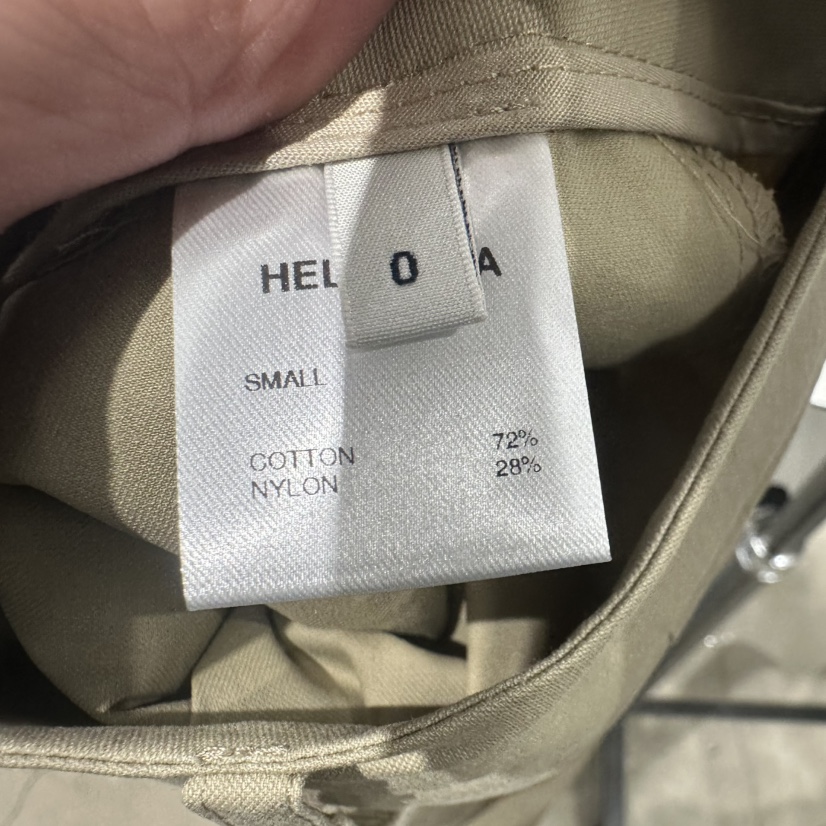 HEL 0 A
SMALL
COTTON 72%
NYLON 28%